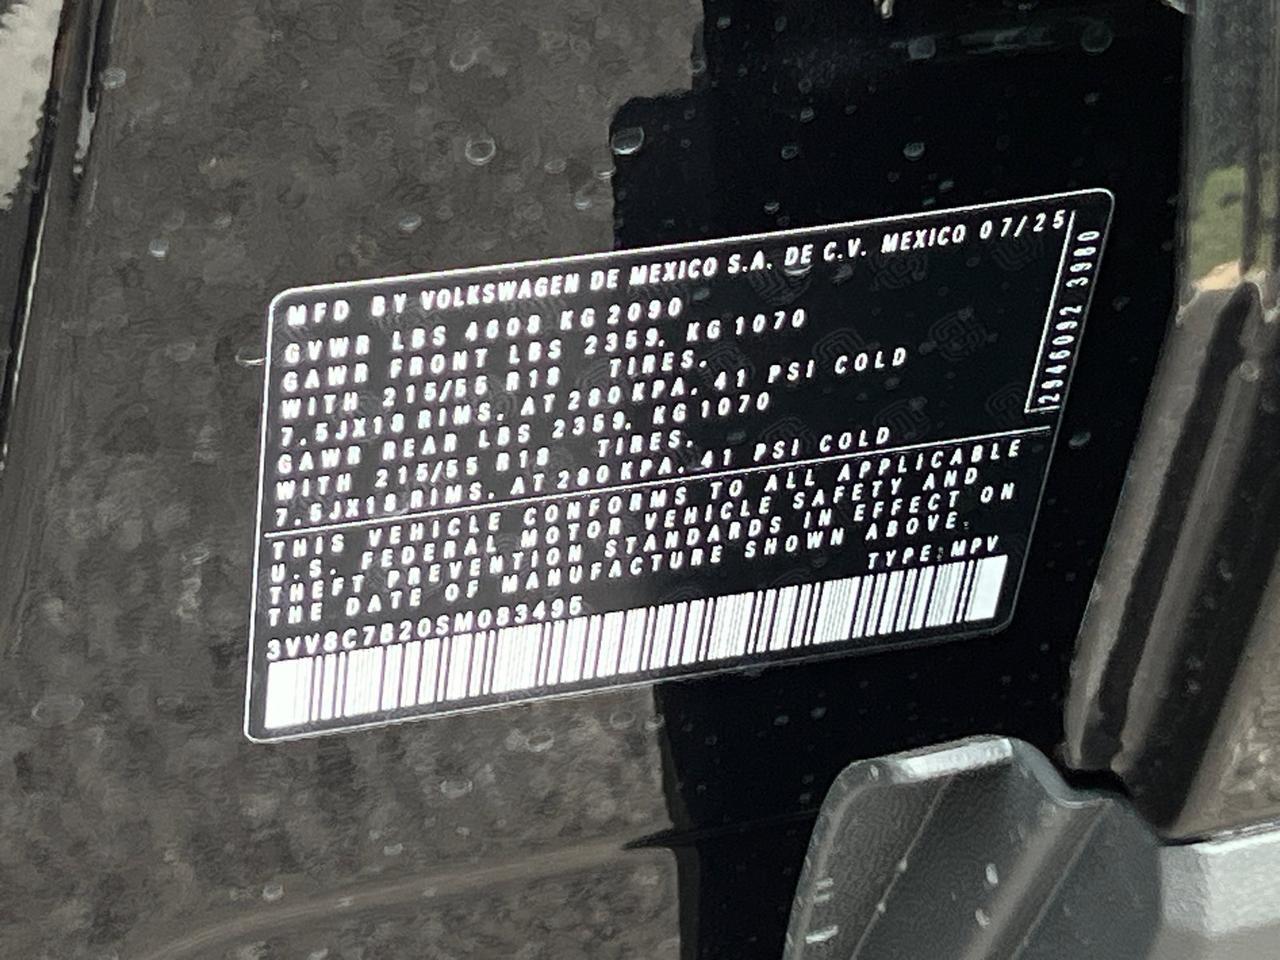 MFD BY VOLKSWAGEN DE MEXICO S.A. DE C.V. MEXICO 07/25
GVWR LBS 4608 KG 2090
GAWR FRONT LBS 2359, KG 1070
WITH 215/55 R18 TIRES,
7.5JX18 RIMS, AT 280 KPA, 41 PSI COLD
GAWR REAR LBS 2359, KG 1070
WITH 215/55 R18 TIRES,
7.5JX18 RIMS, AT 280 KPA, 41 PSI COLD
THIS VEHICLE CONFORMS TO ALL APPLICABLE
U.S. FEDERAL MOTOR VEHICLE SAFETY AND
THEFT PREVENTION STANDARDS IN EFFECT ON
THE DATE OF MANUFACTURE SHOWN ABOVE.
TYPE: MPV
3VV8C7B20SM083495
2946092 3980